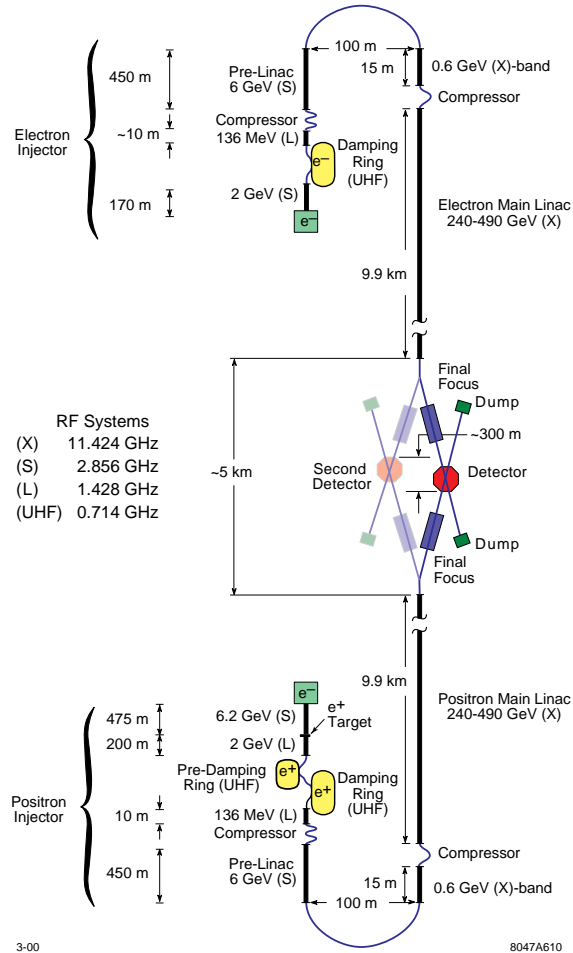 100 m
15 m
0.6 GeV (X)-band
Compressor
450 m
~10 m
170 m
Electron
Injector
Pre-Linac
6 GeV (S)
Compressor
136 MeV (L)
e–
Damping
Ring
(UHF)
2 GeV (S)
e–
Electron Main Linac
240-490 GeV (X)
9.9 km
RF Systems
(X) 11.424 GHz
(S) 2.856 GHz
(L) 1.428 GHz
(UHF) 0.714 GHz
~5 km
Final
Focus
Dump
~300 m
Second
Detector
Detector
Dump
Final
Focus
9.9 km
Positron Main Linac
240-490 GeV (X)
475 m
200 m
10 m
450 m
Positron
Injector
e–
6.2 GeV (S)
e+
Target
2 GeV (L)
Pre-Damping
Ring (UHF)
e+
e+
Damping
Ring
(UHF)
136 MeV (L)
Compressor
Pre-Linac
6 GeV (S)
Compressor
15 m
0.6 GeV (X)-band
100 m
3-00
8047A610